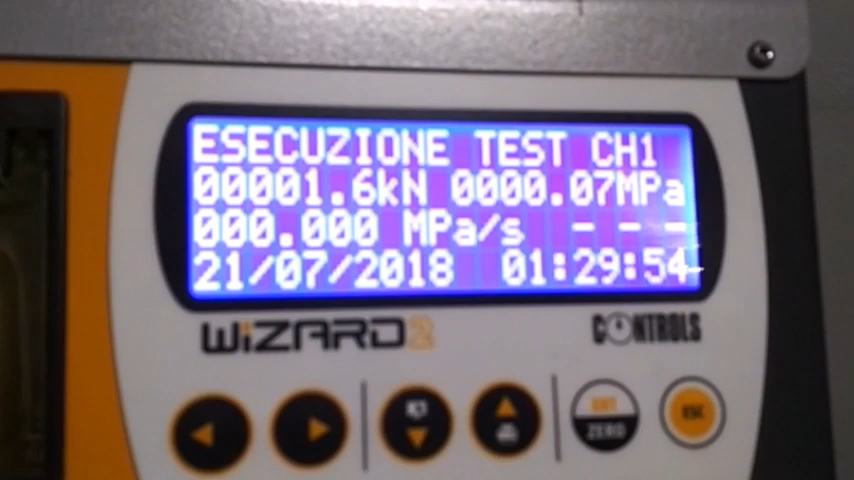 ESECUZIONE TEST CH1
00001.6kN 0000.07MPa
000.000 MPa/s - - -
21/07/2018 01:29:54
WIZARD2
CONTROLS
ZERO
ESC